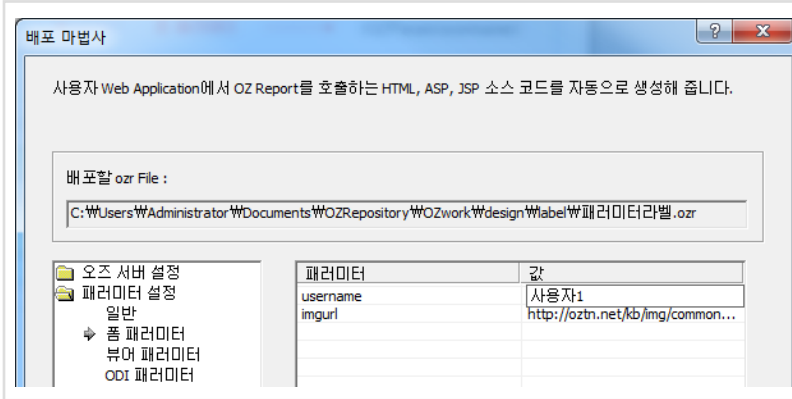 배포 마법사
사용자 Web Application에서 OZ Report를 호출하는 HTML, ASP, JSP 소스 코드를 자동으로 생성해 줍니다.
배포할 ozr File :
C:₩Users₩Administrator₩Documents₩OZRepository₩OZwork₩design₩label₩패러미터라벨.ozr
오즈 서버 설정
패러미터 설정
일반
폼 패러미터
뷰어 패러미터
ODI 패러미터
패러미터 값
username 사용자1
imgurl http://oztn.net/kb/img/common...